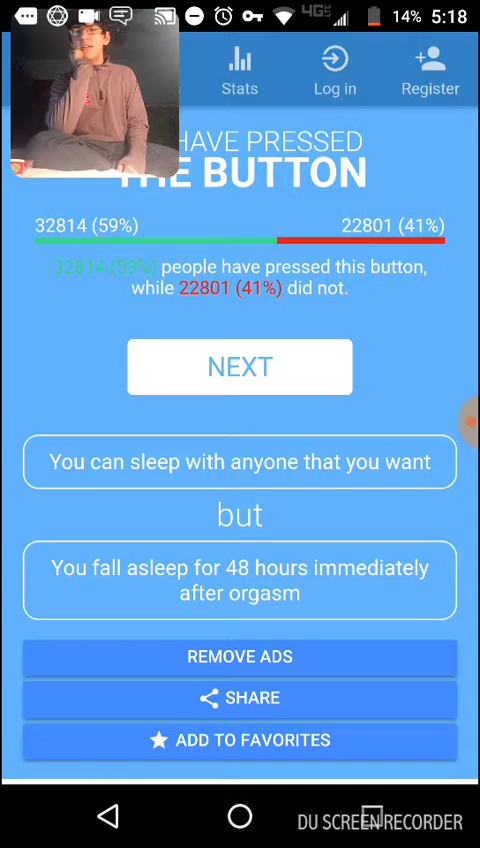 4G
14% 5:18
Stats
Log in
Register
HAVE PRESSED
THE BUTTON
32814 (59%)
22801 (41%)
32814 (59%) people have pressed this button,
while 22801 (41%) did not.
NEXT
You can sleep with anyone that you want
but
You fall asleep for 48 hours immediately
after orgasm
REMOVE ADS
SHARE
ADD TO FAVORITES
DU SCREEN RECORDER